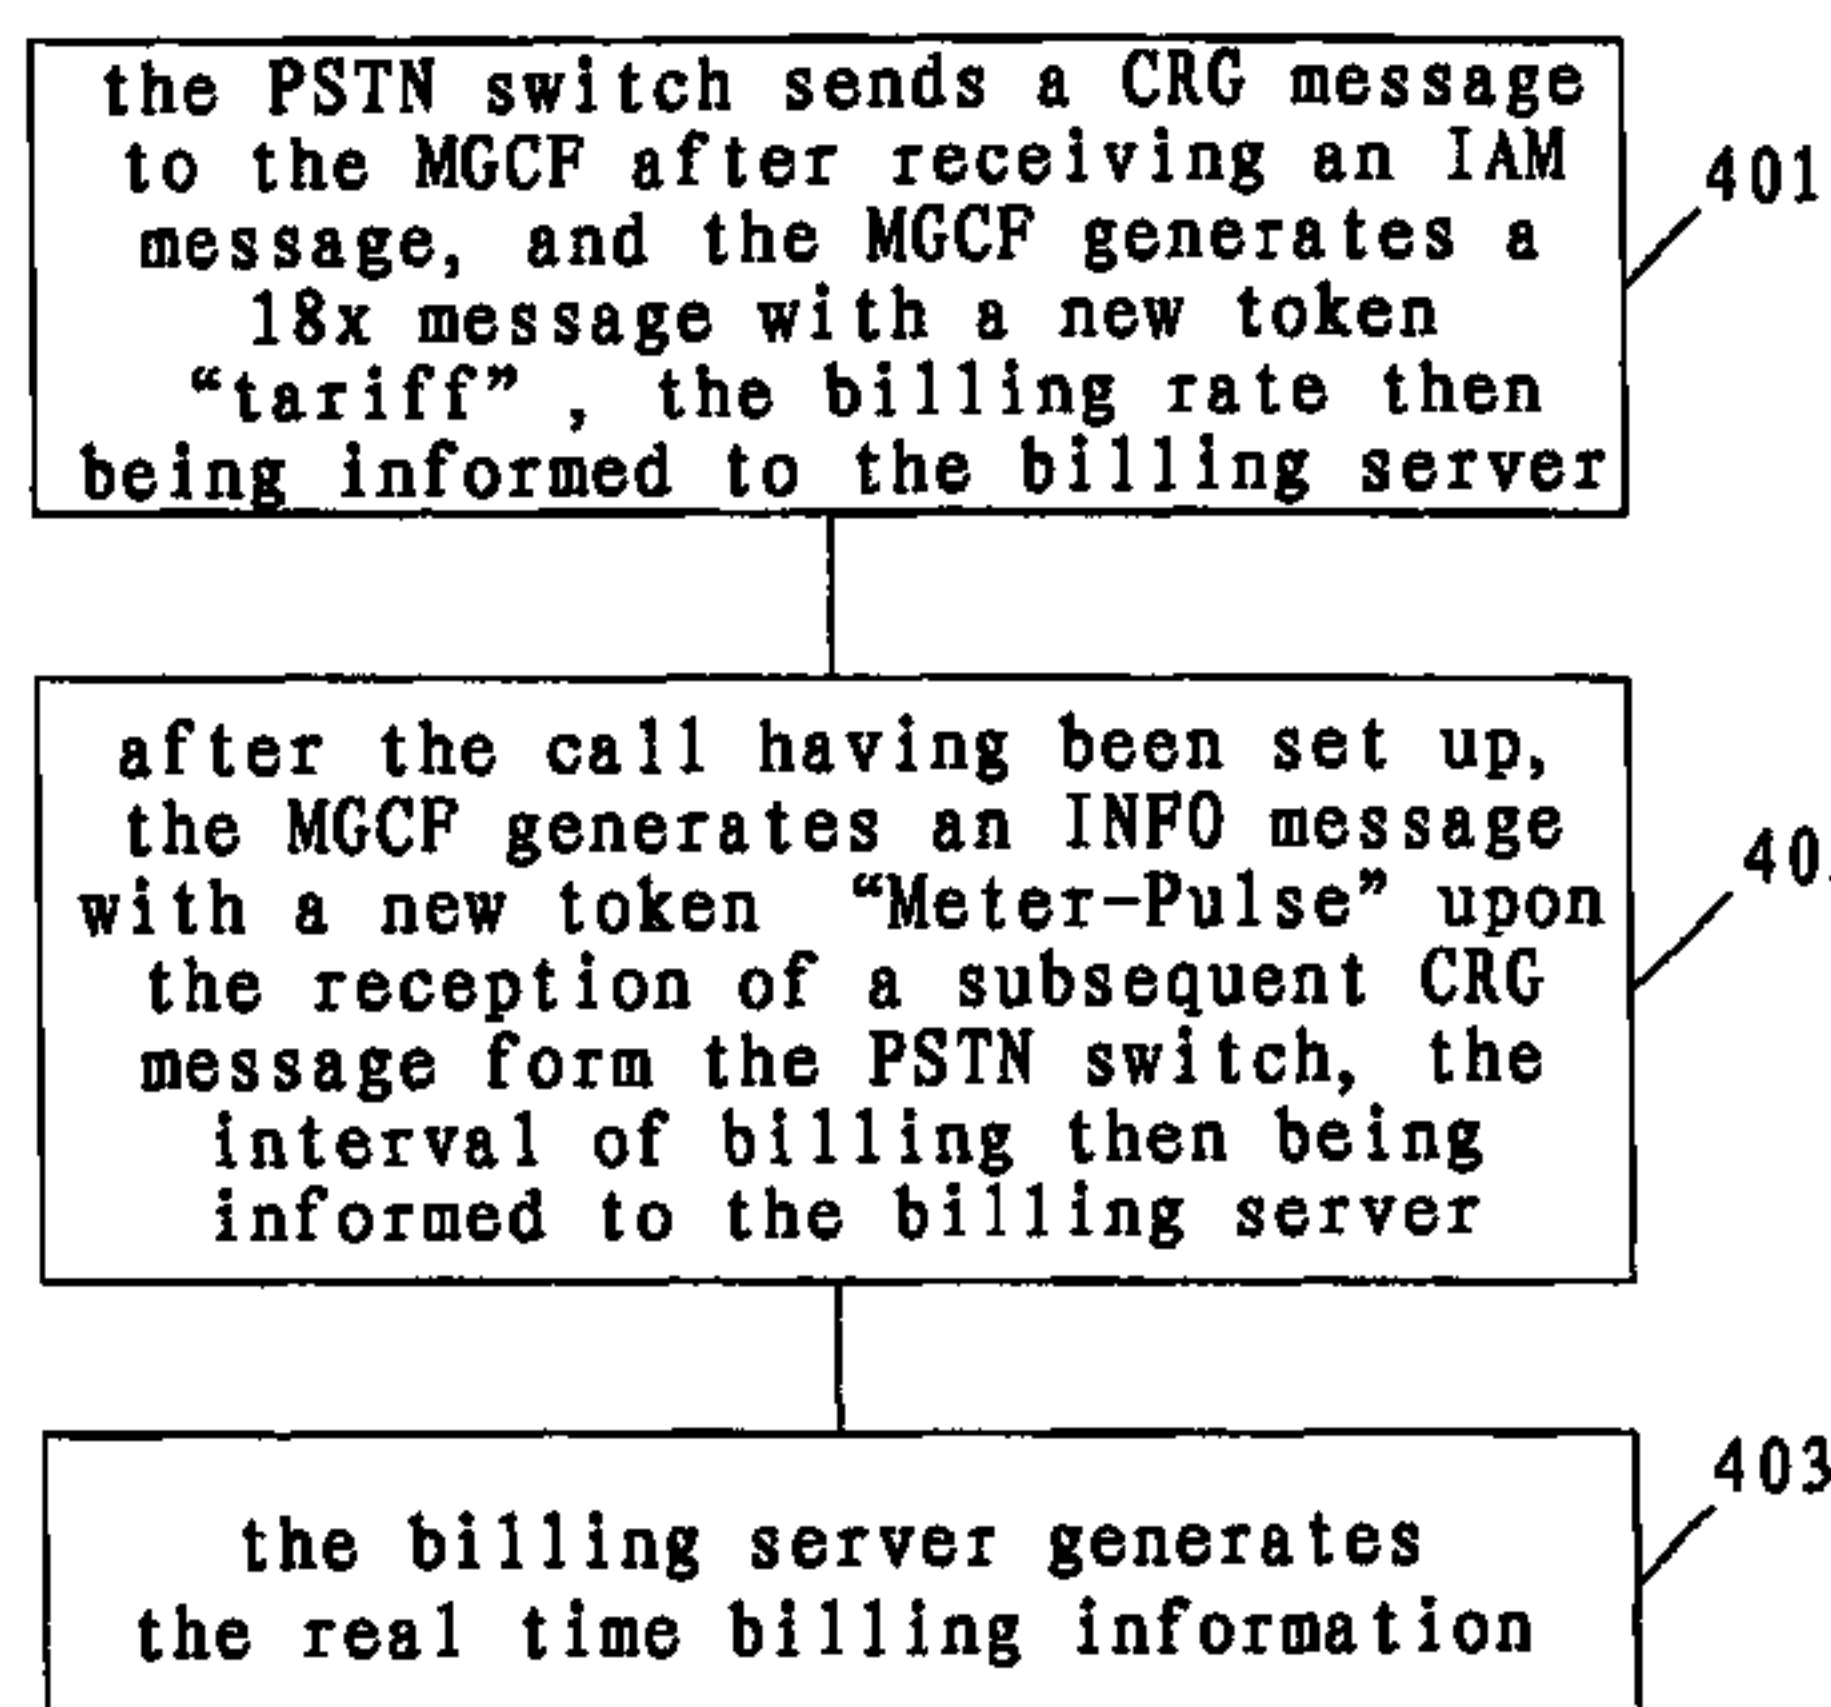 the PSTN switch sends a CRG message
to the MGCF after receiving an IAM
message, and the MGCF generates a
18x message with a new token
“tariff”, the billing rate then
being informed to the billing server
401
after the call having been set up,
the MGCF generates an INFO message
with a new token “Meter-Pulse” upon
the reception of a subsequent CRG
message form the PSTN switch, the
interval of billing then being
informed to the billing server
the billing server generates
the real time billing information
403